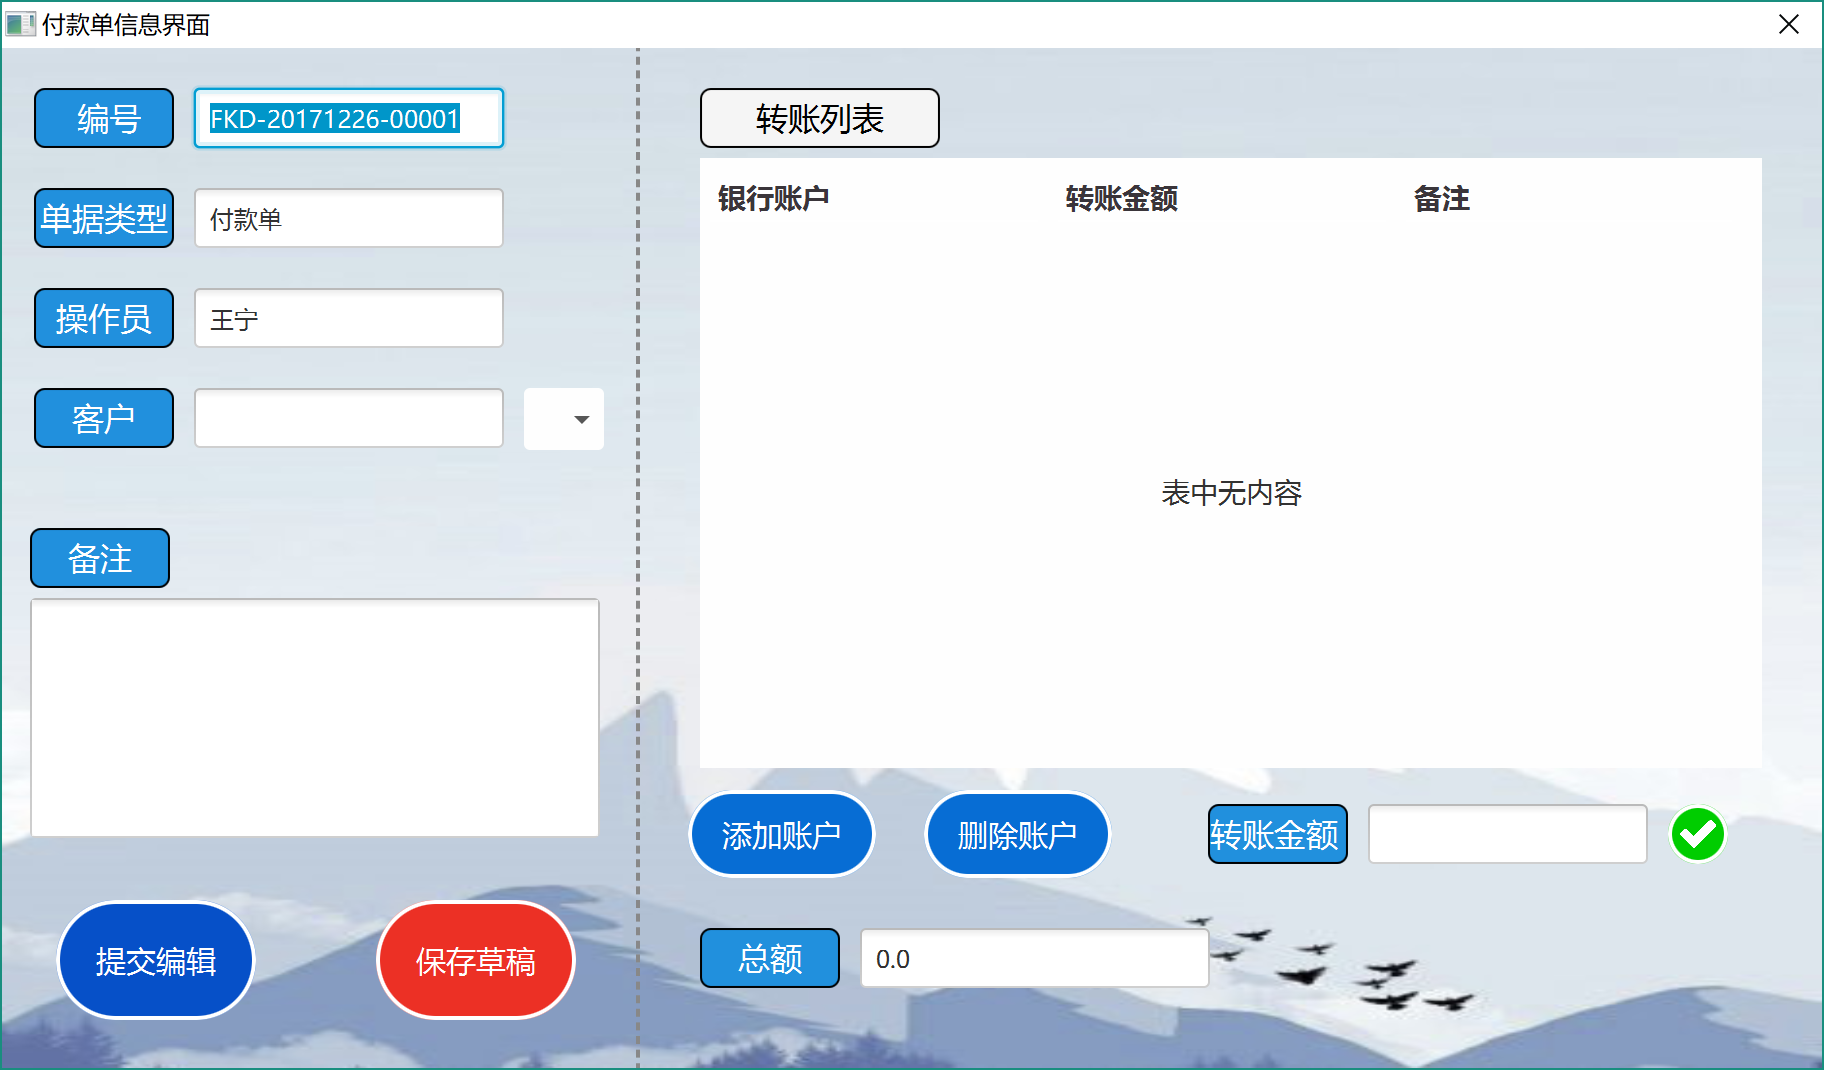 付款单信息界面
编号 FKD-20171226-00001
单据类型 付款单
操作员 王宁
客户
备注
提交编辑 保存草稿
转账列表
银行账户 转账金额 备注
表中无内容
添加账户 删除账户 转账金额
总额 0.0